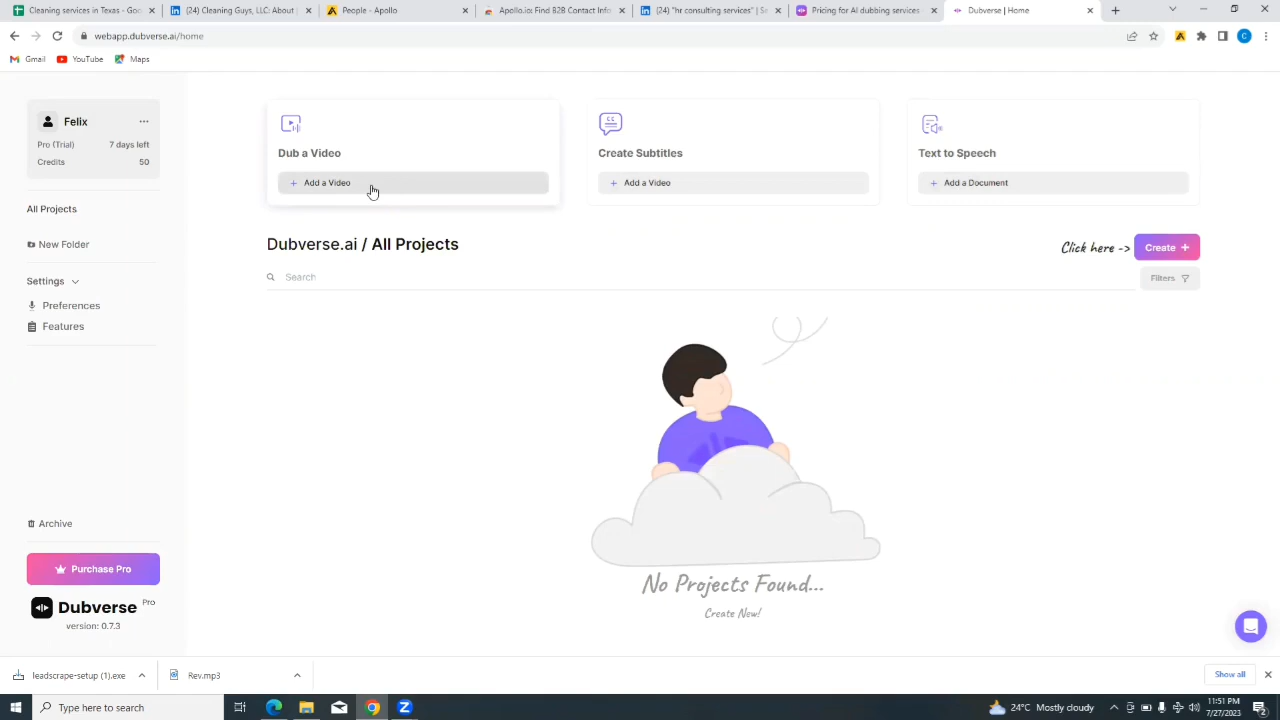 Cleaning services in Texas - Goo
(24) Cleaning Guys, LLC: About |
People - Apollo
Apollo.io: Find B2B Contact Info
(24) "hr consulting services" | Se
Pricing for AI dubbing services
Dubverse | Home
webapp.dubverse.ai/home
C
Gmail
YouTube
Maps
Felix
Pro (Trial)
7 days left
Credits
50
All Projects
New Folder
Settings
Preferences
Features
Archive
Purchase Pro
Dubverse Pro
version: 0.7.3
Dub a Video
+ Add a Video
Create Subtitles
+ Add a Video
Text to Speech
+ Add a Document
Dubverse.ai / All Projects
Click here ->
Create +
Search
Filters
No Projects Found...
Create New!
leadscrape-setup (1).exe
Rev.mp3
Show all
Type here to search
Z
24°C Mostly cloudy
11:51 PM
7/27/2023
2